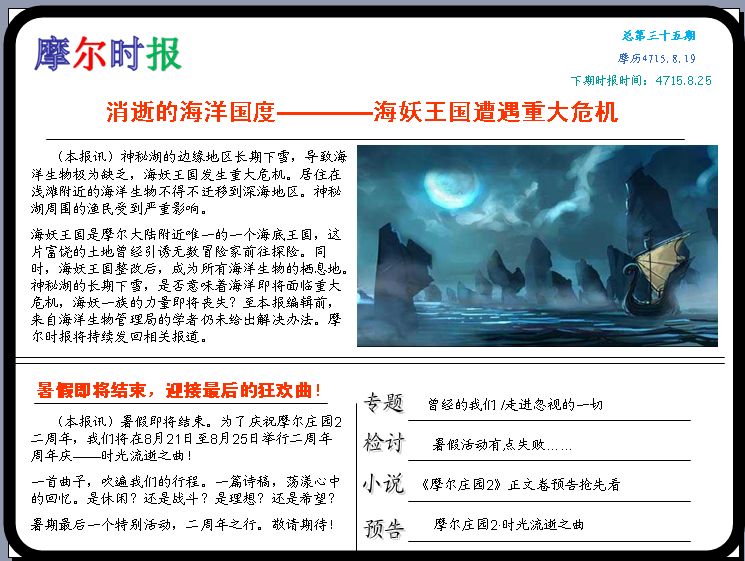 摩尔时报
总第三十五期
摩历4715.8.19
下期时报时间：4715.8.25
消逝的海洋国度————海妖王国遭遇重大危机
（本报讯）神秘湖的边缘地区长期下雪，导致海
洋生物极为缺乏，海妖王国发生重大危机。居住在
浅滩附近的海洋生物不得不迁移到深海地区。神秘
湖周围的渔民受到严重影响。
海妖王国是摩尔大陆附近唯一的一个海底王国，这
片富饶的土地曾经引诱无数冒险家前往探险。同
时，海妖王国整改后，成为所有海洋生物的栖息地。
神秘湖的长期下雪，是否意味着海洋即将面临重大
危机，海妖一族的力量即将丧失？至本报编辑前，
来自海洋生物管理局的学者仍未给出解决办法。摩
尔时报将持续发回相关报道。
暑假即将结束，迎接最后的狂欢曲！
（本报讯）暑假即将结束。为了庆祝摩尔庄园2
二周年，我们将在8月21日至8月25日举行二周年
周年庆——时光流逝之曲！
一首曲子，吹遍我们的行程。一篇诗稿，荡漾心中
的回忆。是休闲？还是战斗？是理想？还是希望？
暑期最后一个特别活动，二周年之行。敬请期待！
专题 曾经的我们 /走进忽视的一切
检讨 暑假活动有点失败……
小说 《摩尔庄园2》正文卷预告抢先看
预告 摩尔庄园2·时光流逝之曲